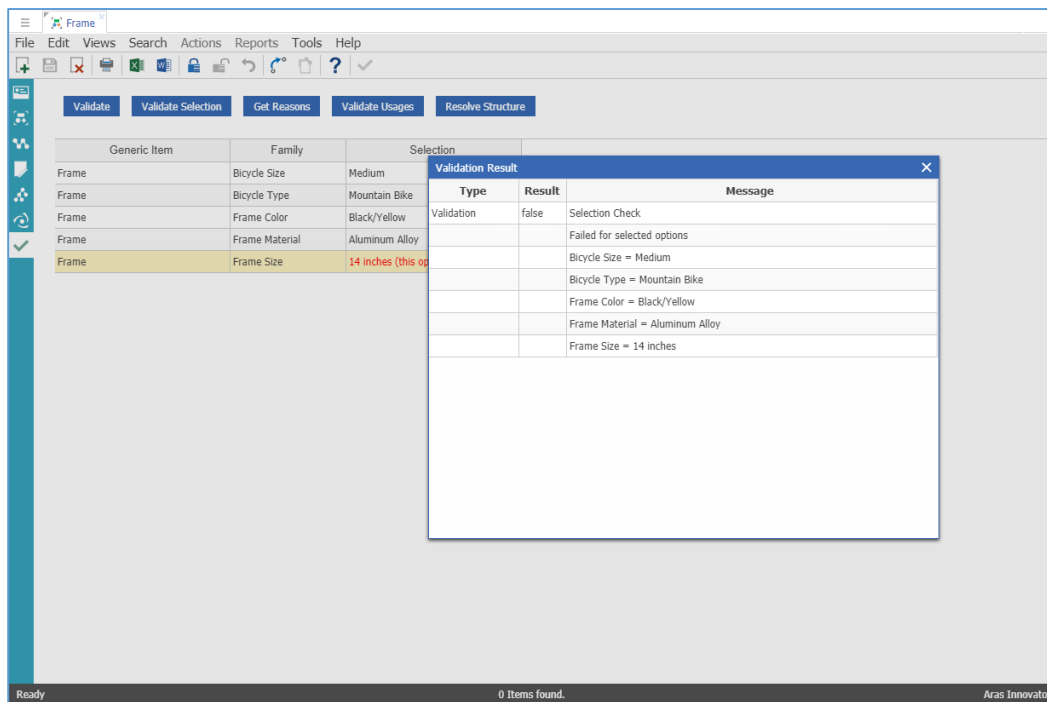 Frame
File Edit Views Search Actions Reports Tools Help
Validate Validate Selection Get Reasons Validate Usages Resolve Structure
Generic Item Family Selection
Frame Bicycle Size Medium
Frame Bicycle Type Mountain Bike
Frame Frame Color Black/Yellow
Frame Frame Material Aluminum Alloy
Frame Frame Size 14 inches (this op
Validation Result
Type Result Message
Validation false Selection Check
Failed for selected options
Bicycle Size = Medium
Bicycle Type = Mountain Bike
Frame Color = Black/Yellow
Frame Material = Aluminum Alloy
Frame Size = 14 inches
Ready 0 Items found. Aras Innovato